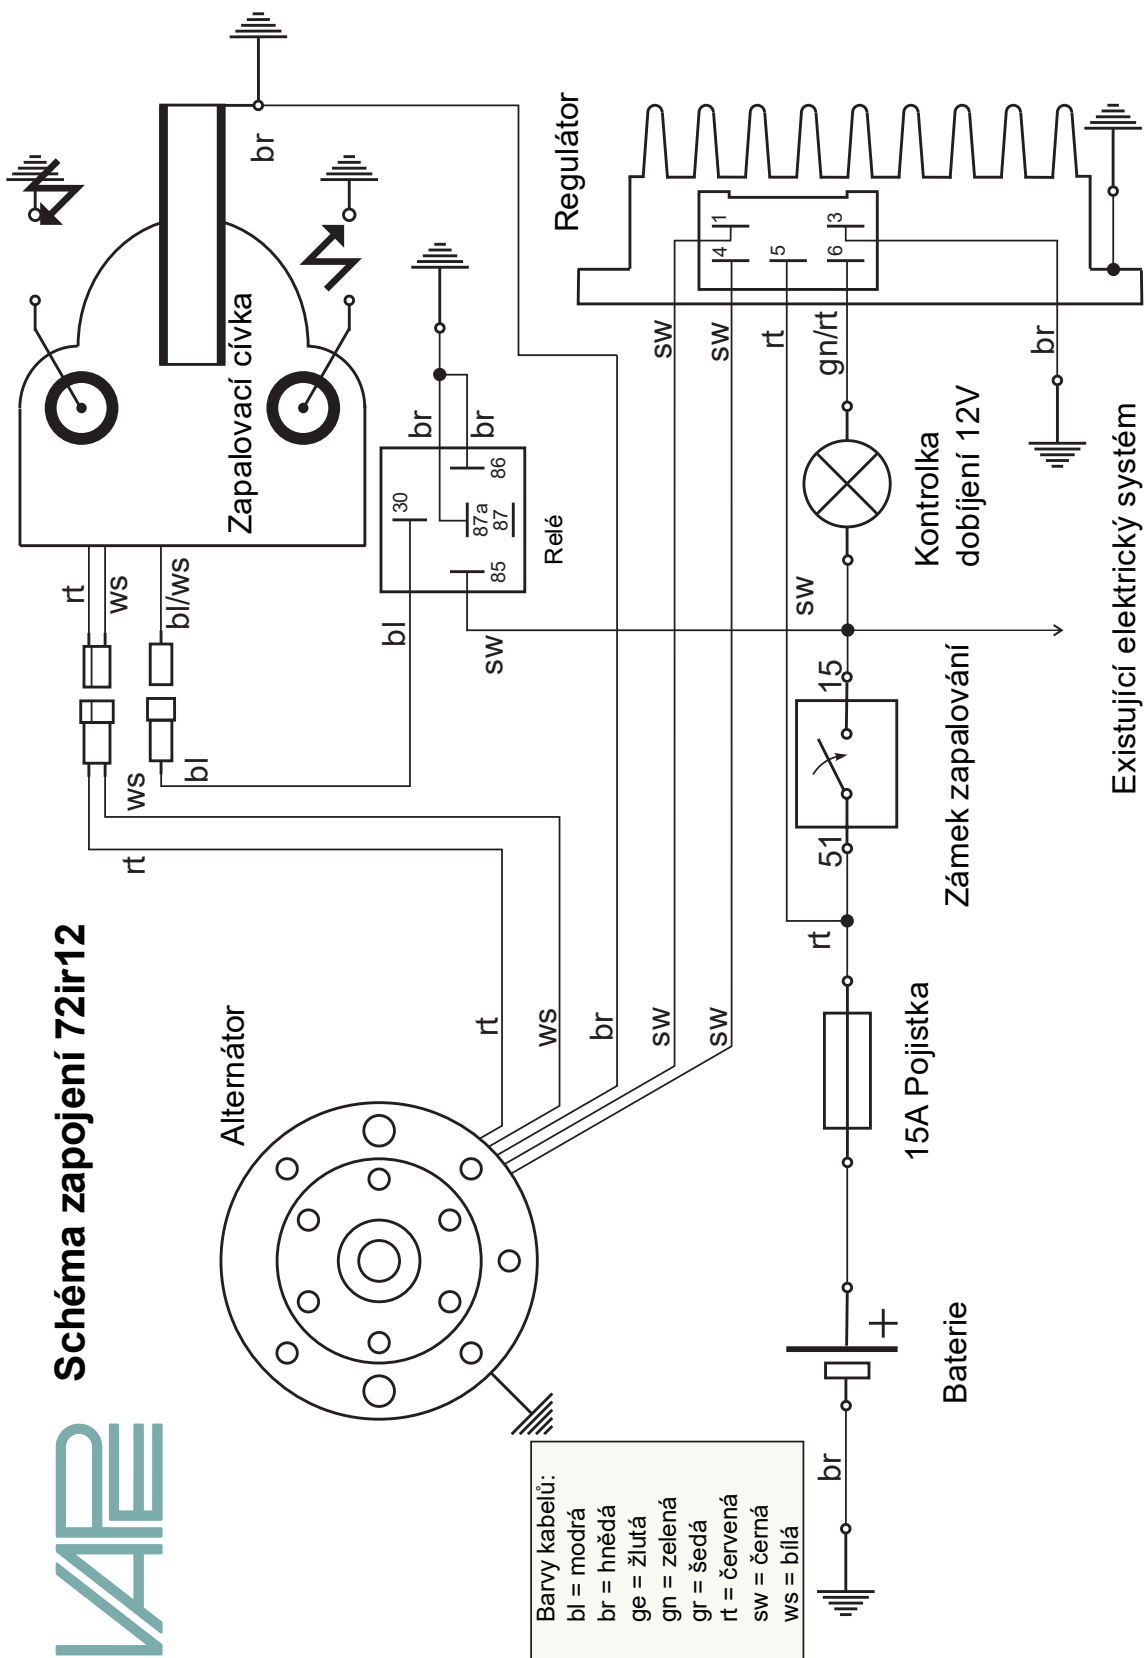 VAPE
Schéma zapojení 72ir12
Alternátor
rt
ws
br
sw
sw
rt
ws
bl
rt
ws
bl/ws
Zapalovací cívka
br
bl
sw
br
br
30
86
87a
87
85
Relé
Regulátor
1
4
5
3
6
sw
sw
rt
gn/rt
br
Kontrolka
dobíjení 12V
sw
15
51
Zámek zapalování
Existující elektrický systém
rt
15A Pojistka
Baterie
br
Barvy kabelů:
bl = modrá
br = hnědá
ge = žlutá
gn = zelená
gr = šedá
rt = červená
sw = černá
ws = bílá